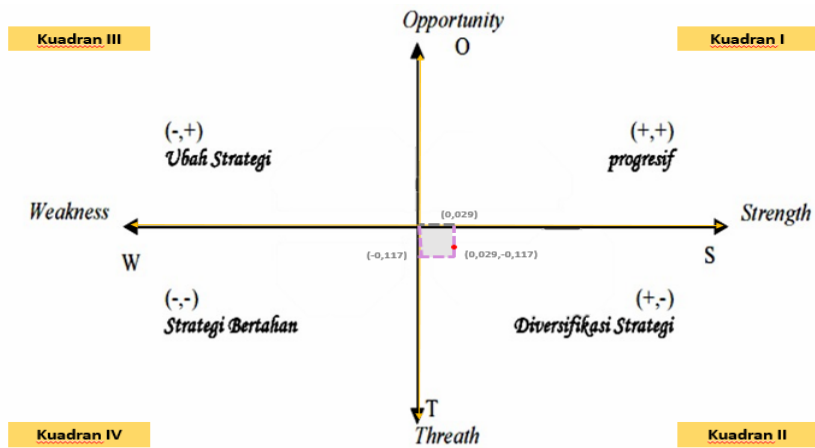 Opportunity
Kuadran III
Kuadran I
O
(-,+)
Ubah Strategi
(+,+)
progresif
(0,029)
Weakness
Strength
(-0,117)
(0,029,-0,117)
W
S
(-,-)
Strategi Bertahan
(+,-)
Diversifikasi Strategi
T
Kuadran IV
Threath
Kuadran II